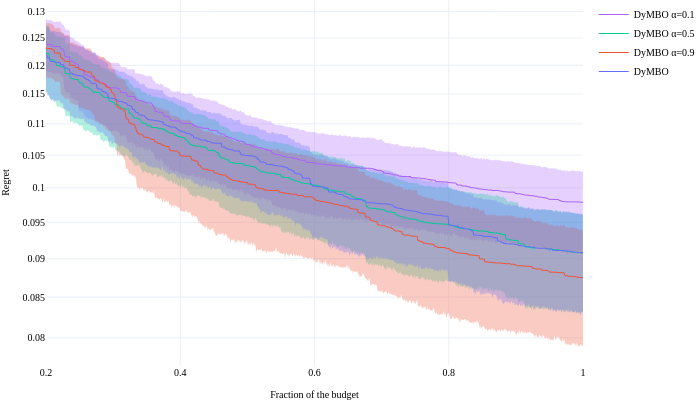 0.13
0.125
0.12
0.115
0.11
0.105
0.1
0.095
0.09
0.085
0.08
Regret
0.2
0.4
0.6
0.8
1
Fraction of the budget
DyMBO α=0.1
DyMBO α=0.5
DyMBO α=0.9
DyMBO